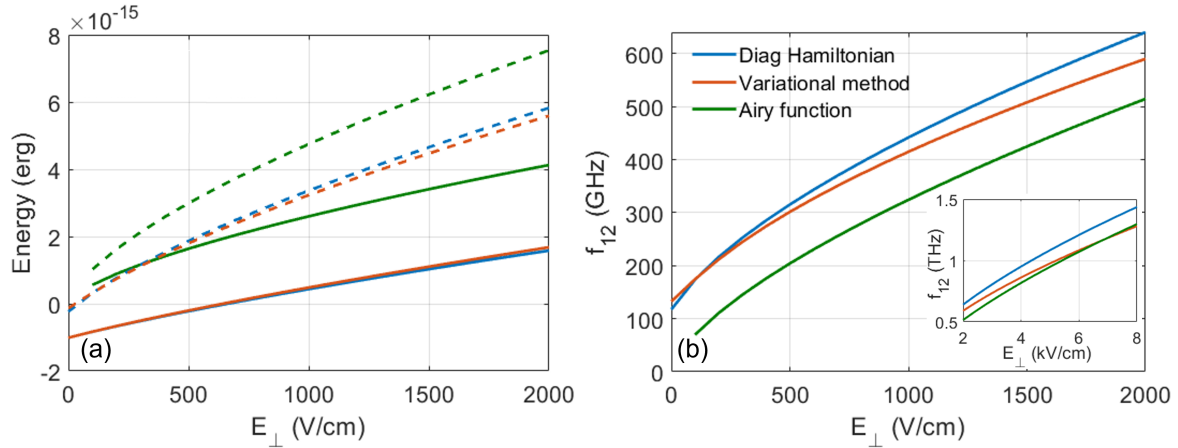 ×10⁻¹⁵
8
6
4
2
0
-2
Energy (erg)
(a)
0 500 1000 1500 2000
E⊥ (V/cm)
600
500
400
300
200
100
0
f₁₂ (GHz)
Diag Hamiltonian
Variational method
Airy function
1.5
1
0.5
f₁₂ (THz)
2 4 6 8
E⊥ (kV/cm)
(b)
0 500 1000 1500 2000
E⊥ (V/cm)